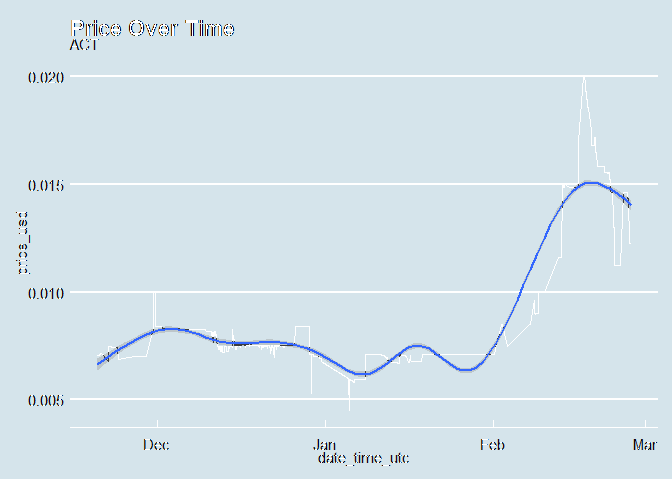 Price Over Time
ACT
0.020
0.015
0.010
0.005
price_usd
Dec
Jan
Feb
Mar
date_time_utc